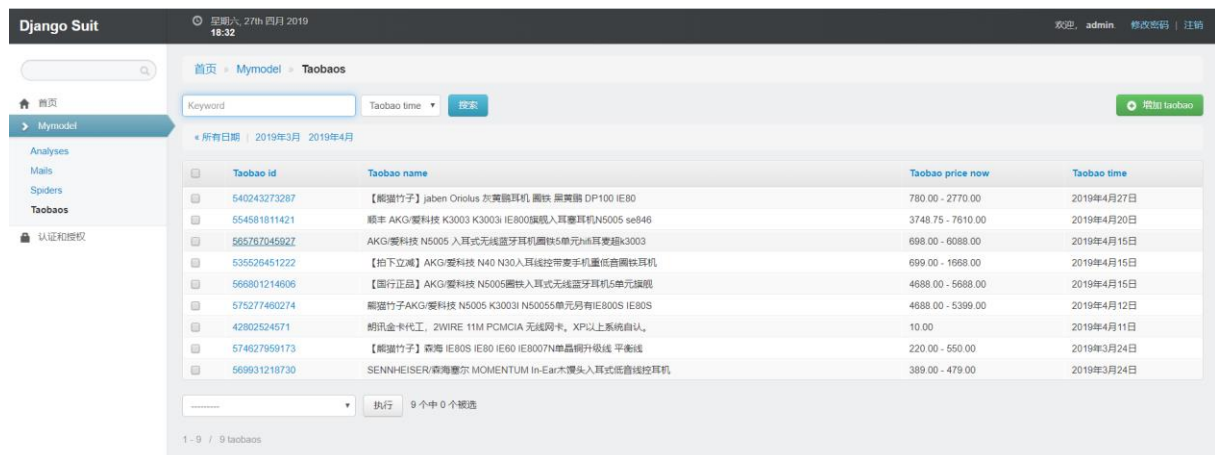 Django Suit
星期六, 27th 四月 2019
18:32
欢迎, admin. 修改密码 | 注销
首页 » Mymodel » Taobaos
首页
Mymodel
Analyses
Mails
Spiders
Taobaos
认证和授权
Keyword Taobao time 搜索 增加 taobao
« 所有日期 | 2019年3月 2019年4月
Taobao id Taobao name Taobao price now Taobao time
540243273287 【熊猫竹子】jaben Oriolus 灰黄鹂耳机 圈铁 黑黄鹂 DP100 IE80 780.00 - 2770.00 2019年4月27日
554581811421 顺丰 AKG/爱科技 K3003 K3003i IE800旗舰入耳塞耳机N5005 se846 3748.75 - 7610.00 2019年4月20日
565767045927 AKG/爱科技 N5005 入耳式无线蓝牙耳机圈铁5单元hifi耳麦超k3003 698.00 - 6088.00 2019年4月15日
535526451222 【拍下立减】AKG/爱科技 N40 N30入耳线控带麦手机重低音圈铁耳机 699.00 - 1668.00 2019年4月15日
566801214606 【国行正品】AKG/爱科技 N5005圈铁入耳式无线蓝牙耳机5单元旗舰 4688.00 - 5688.00 2019年4月15日
575277460274 熊猫竹子AKG/爱科技 N5005 K3003I N50055单元另有IE800S IE80S 4688.00 - 5399.00 2019年4月12日
42802524571 朗讯金卡代工，2WIRE 11M PCMCIA 无线网卡。XP以上系统自认。 10.00 2019年4月11日
574627959173 【熊猫竹子】森海 IE80S IE80 IE60 IE8007N单晶铜升级线 平衡线 220.00 - 550.00 2019年3月24日
569931218730 SENNHEISER/森海塞尔 MOMENTUM In-Ear木馒头入耳式低音线控耳机 389.00 - 479.00 2019年3月24日
--------- 执行 9 个中 0 个被选
1 - 9 / 9 taobaos